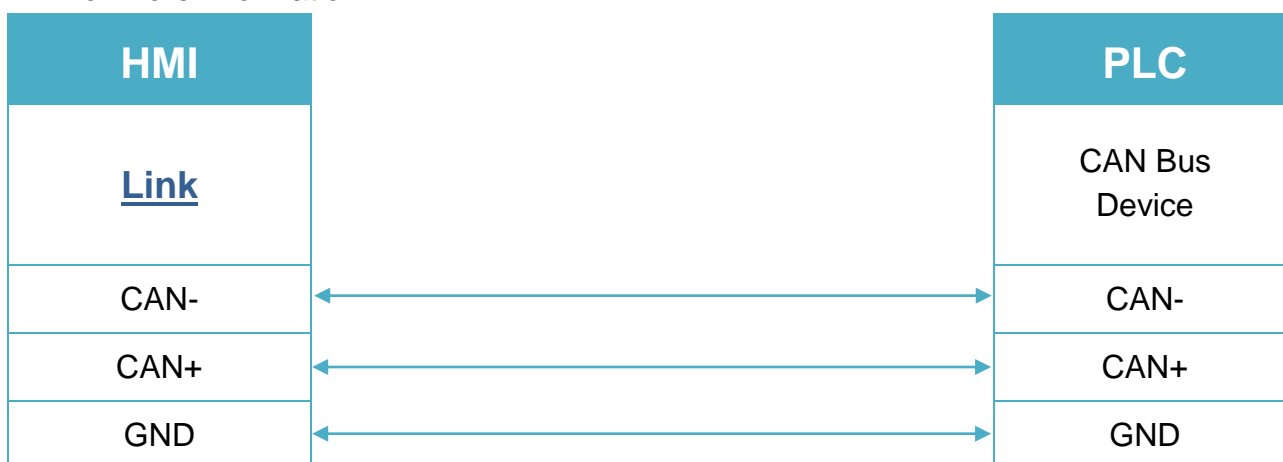 HMI
PLC
Link
CAN Bus
Device
CAN-
CAN-
CAN+
CAN+
GND
GND